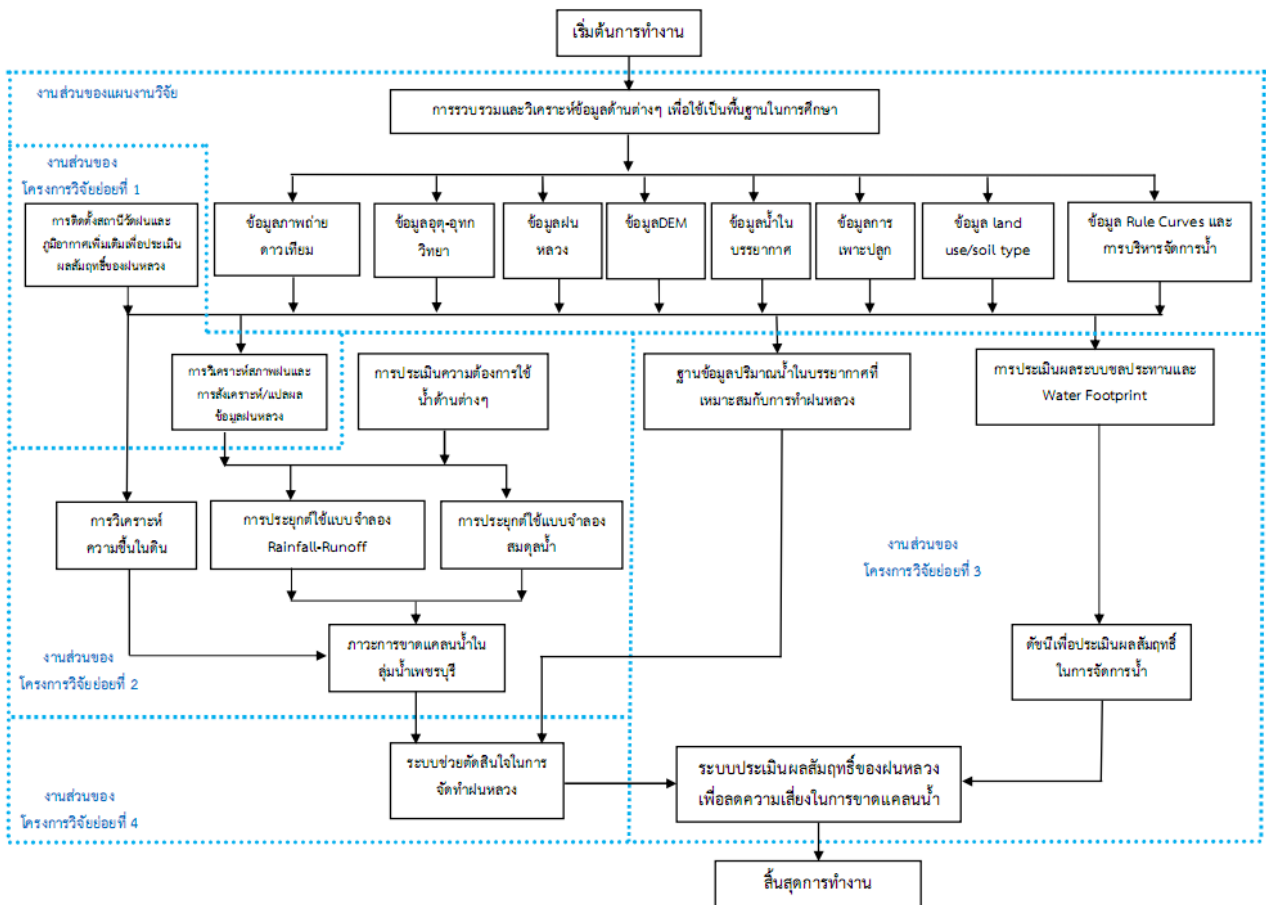 เริ่มต้นการทำงาน
งานส่วนของแผนงานวิจัย
การรวบรวมและวิเคราะห์ข้อมูลด้านต่างๆ เพื่อใช้เป็นพื้นฐานในการศึกษา
งานส่วนของ
โครงการวิจัยย่อยที่ 1
การติดตั้งสถานีวัดฝนและ
ภูมิอากาศเพิ่มเติมเพื่อประเมิน
ผลสัมฤทธิ์ของฝนหลวง
ข้อมูลภาพถ่าย
ดาวเทียม
ข้อมูลอุตุ-อุทก
วิทยา
ข้อมูลฝน
หลวง
ข้อมูลDEM
ข้อมูลน้ำใน
บรรยากาศ
ข้อมูลการ
เพาะปลูก
ข้อมูล land
use/soil type
ข้อมูล Rule Curves และ
การบริหารจัดการน้ำ
การวิเคราะห์สภาพฝนและ
การสังเคราะห์/แปลผล
ข้อมูลฝนหลวง
การประเมินความต้องการใช้
น้ำด้านต่างๆ
ฐานข้อมูลปริมาณน้ำในบรรยากาศที่
เหมาะสมกับการทำฝนหลวง
การประเมินผลระบบชลประทานและ
Water Footprint
การวิเคราะห์
ความชื้นในดิน
การประยุกต์ใช้แบบจำลอง
Rainfall-Runoff
การประยุกต์ใช้แบบจำลอง
สมดุลน้ำ
งานส่วนของ
โครงการวิจัยย่อยที่ 3
งานส่วนของ
โครงการวิจัยย่อยที่ 2
ภาวะการขาดแคลนน้ำใน
ลุ่มน้ำเพชรบุรี
ดัชนีเพื่อประเมินผลสัมฤทธิ์
ในการจัดการน้ำ
งานส่วนของ
โครงการวิจัยย่อยที่ 4
ระบบช่วยตัดสินใจในการ
จัดทำฝนหลวง
ระบบประเมินผลสัมฤทธิ์ของฝนหลวง
เพื่อลดความเสี่ยงในการขาดแคลนน้ำ
สิ้นสุดการทำงาน